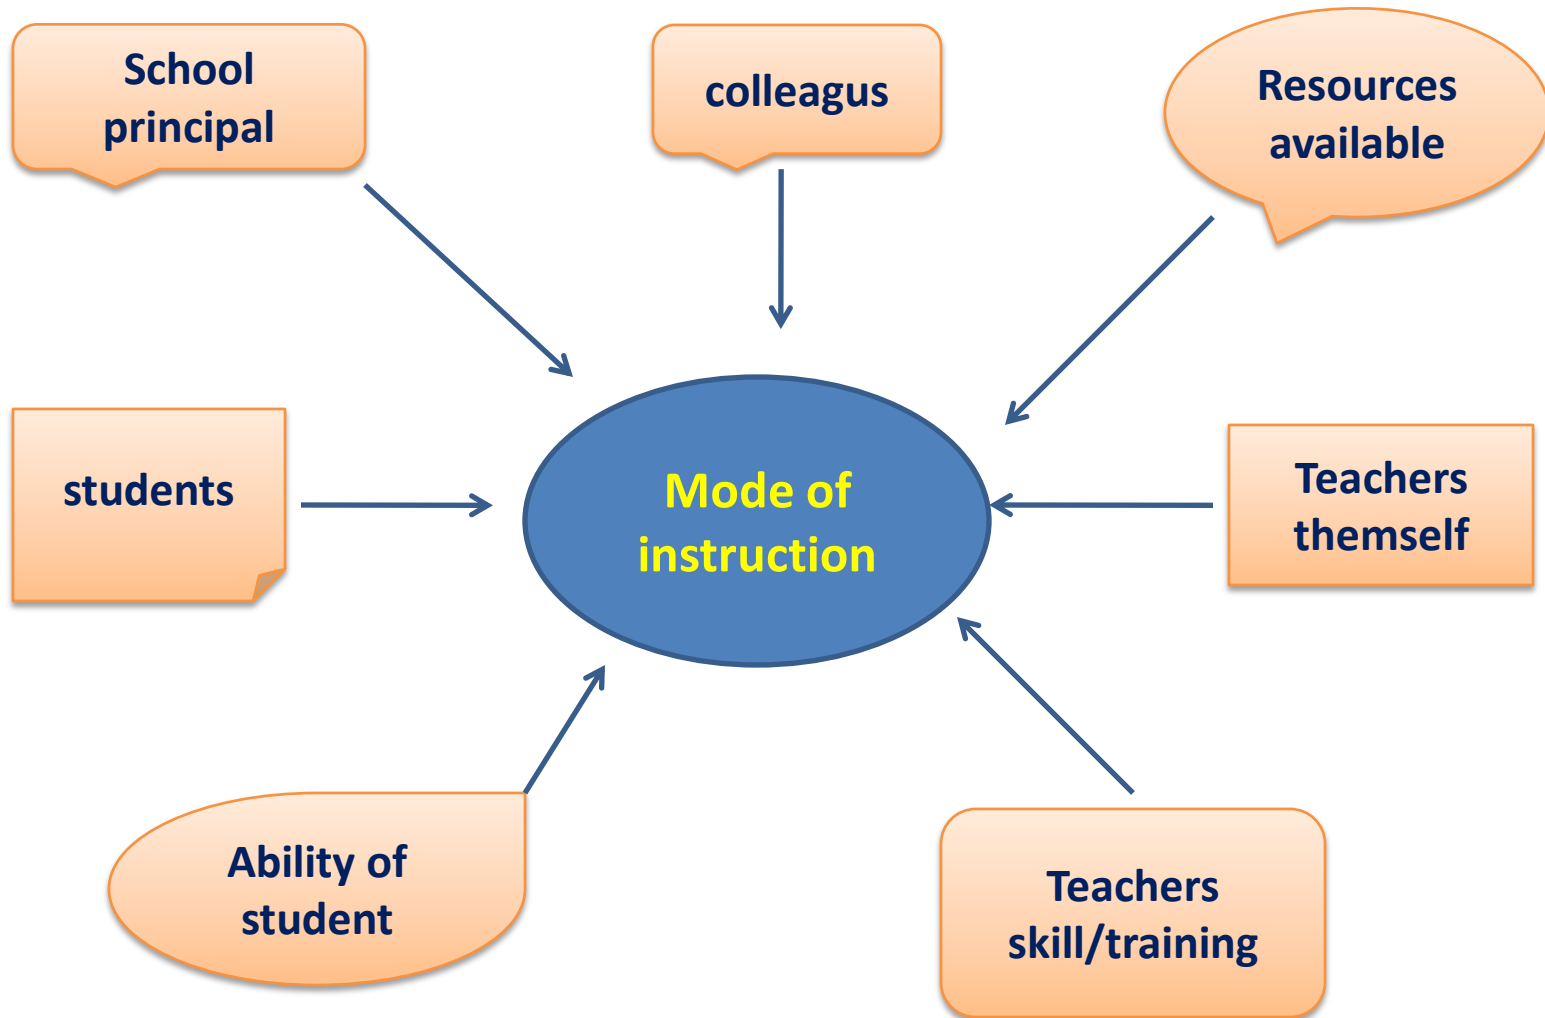 School
principal
colleagus
Resources
available
students
Mode of
instruction
Teachers
themself
Ability of
student
Teachers
skill/training